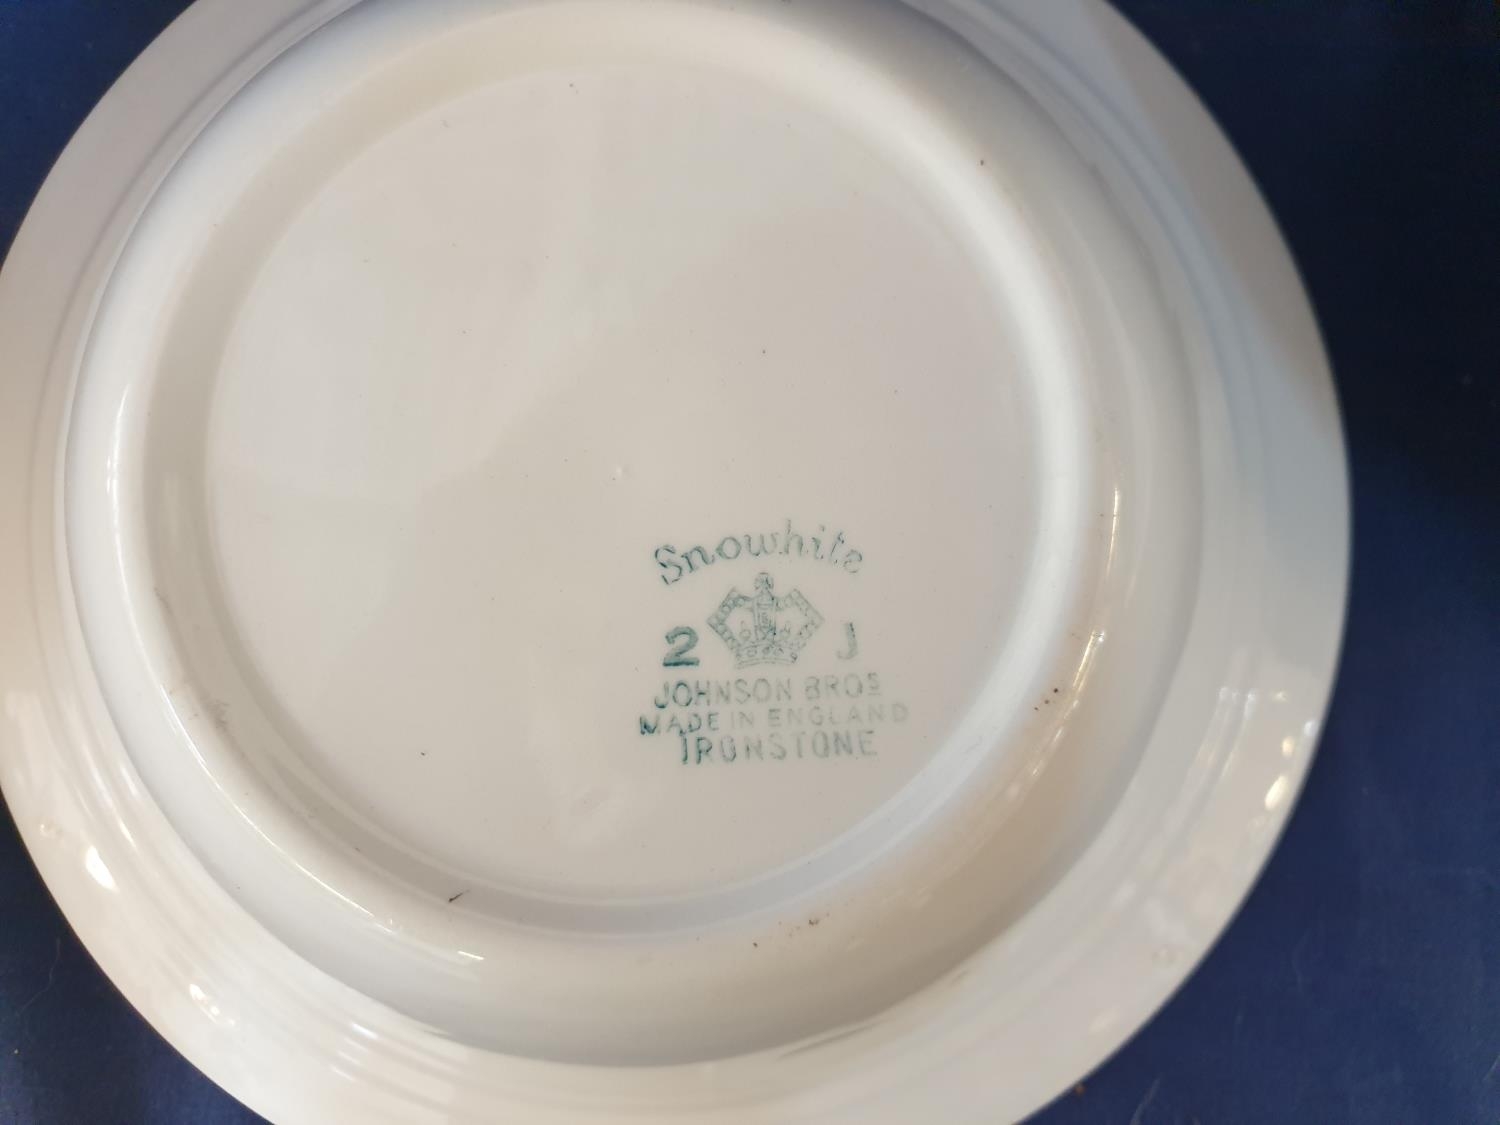 Snowhite
2 J
JOHNSON BROS
MADE IN ENGLAND
IRONSTONE